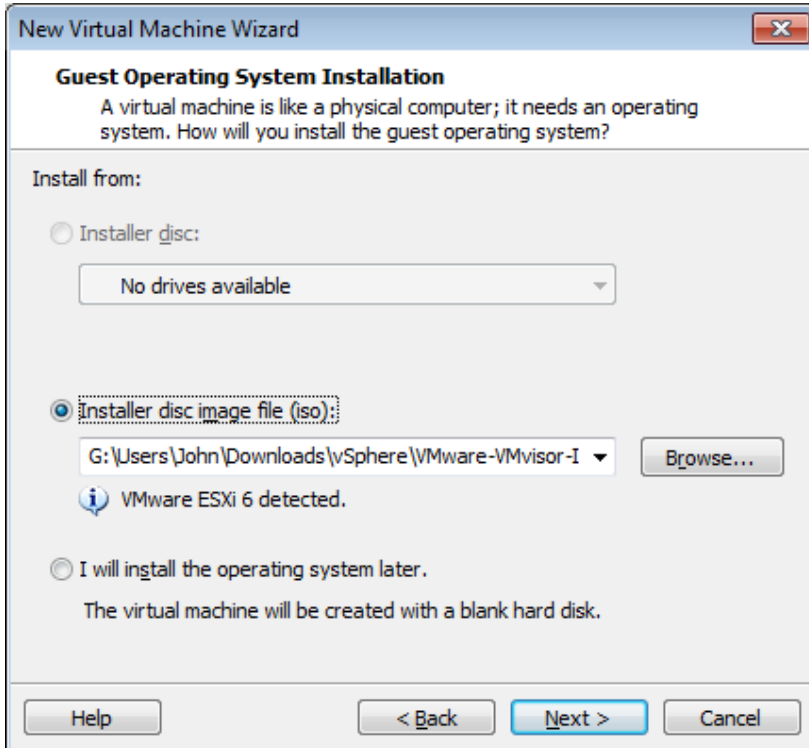 New Virtual Machine Wizard
Guest Operating System Installation
A virtual machine is like a physical computer; it needs an operating
system. How will you install the guest operating system?
Install from:
Installer disc:
No drives available
Installer disc image file (iso):
G:\Users\John\Downloads\vSphere\VMware-VMvisor-I
Browse...
VMware ESXi 6 detected.
I will install the operating system later.
The virtual machine will be created with a blank hard disk.
Help < Back Next > Cancel